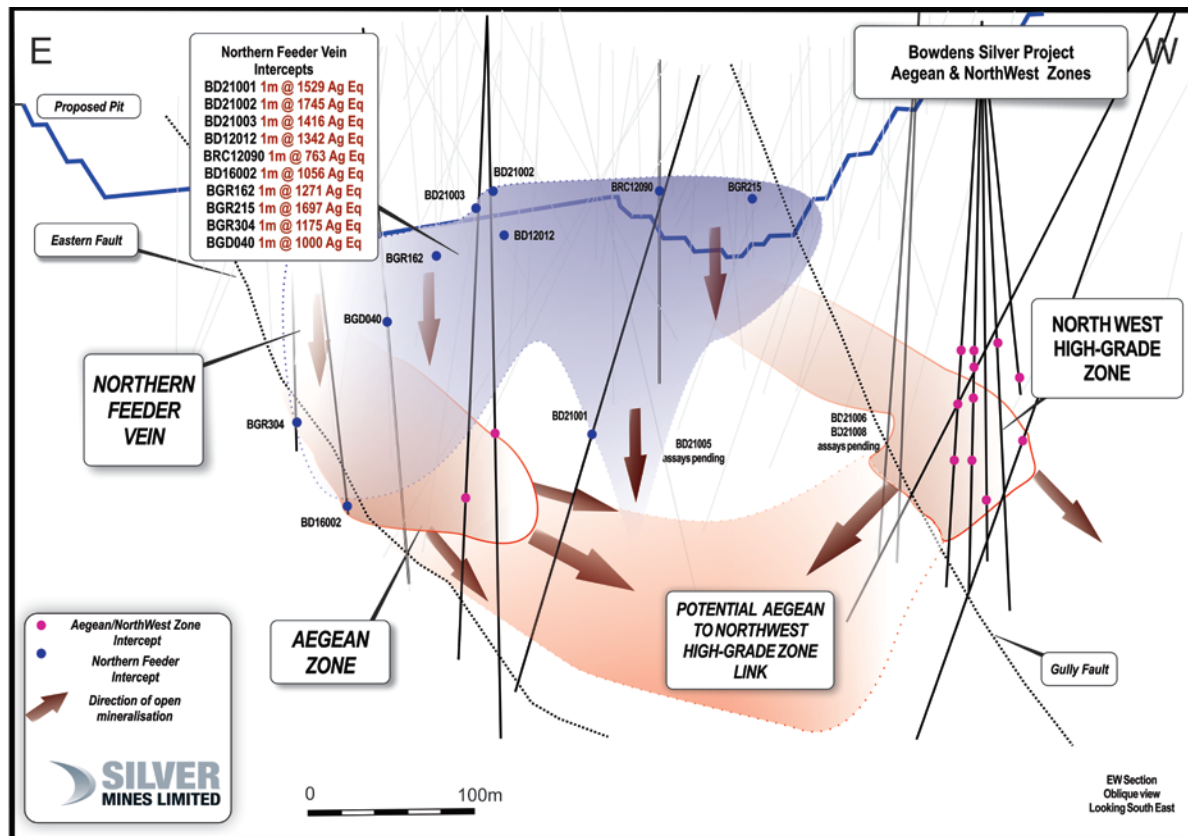 E
W
Northern Feeder Vein
Intercepts
BD21001 1m @ 1529 Ag Eq
BD21002 1m @ 1745 Ag Eq
BD21003 1m @ 1416 Ag Eq
BD12012 1m @ 1342 Ag Eq
BRC12090 1m @ 763 Ag Eq
BD16002 1m @ 1056 Ag Eq
BGR162 1m @ 1271 Ag Eq
BGR215 1m @ 1697 Ag Eq
BGR304 1m @ 1175 Ag Eq
BGD040 1m @ 1000 Ag Eq
Bowdens Silver Project
Aegean & NorthWest Zones
Proposed Pit
Eastern Fault
BD21002
BD21003
BRC12090
BGR215
BD12012
BGR162
BGD040
NORTHERN
FEEDER
VEIN
NORTH WEST
HIGH-GRADE
ZONE
BGR304
BD21001
BD21005
assays pending
BD21006
BD21008
assays pending
BD16002
AEGEAN
ZONE
POTENTIAL AEGEAN
TO NORTHWEST
HIGH-GRADE ZONE
LINK
Gully Fault
Aegean/NorthWest Zone
Intercept
Northern Feeder
Intercept
Direction of open
mineralisation
SILVER
MINES LIMITED
0 100m
EW Section
Oblique view
Looking South East